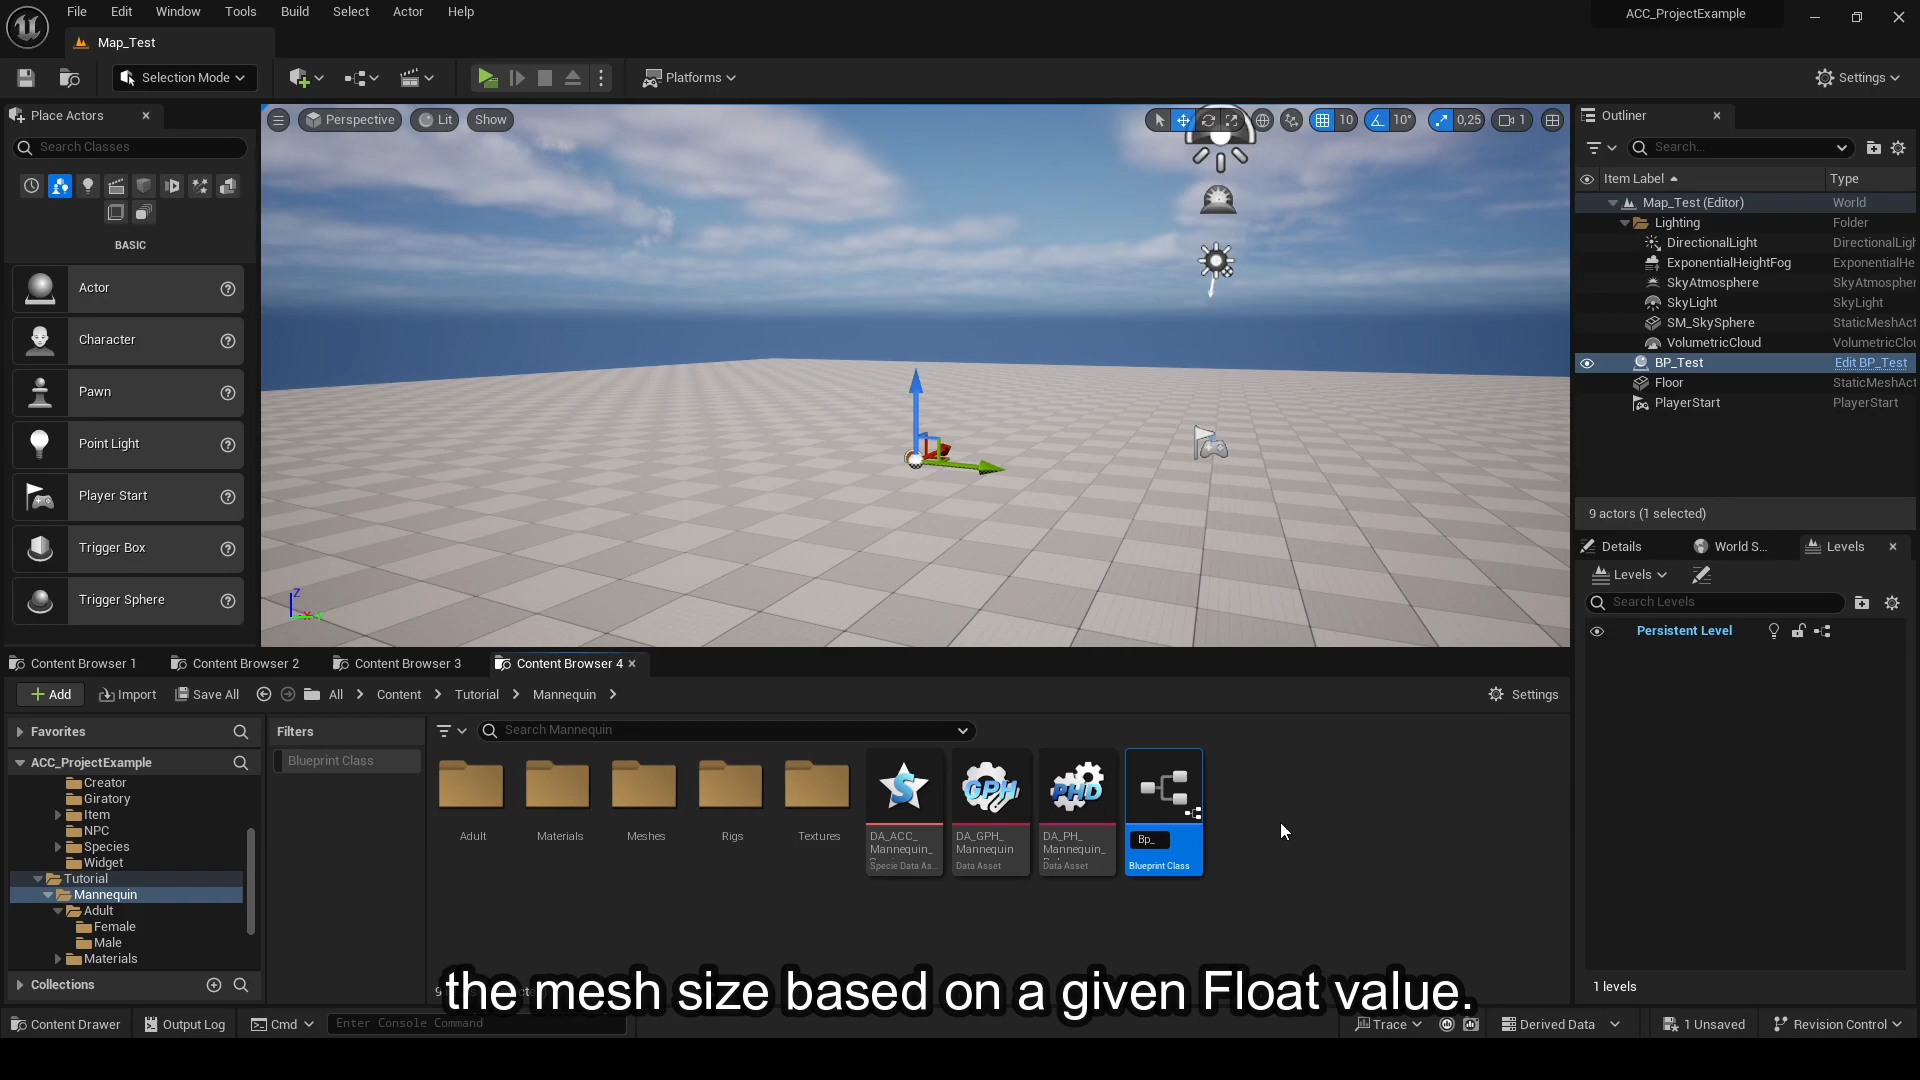 File Edit Window Tools Build Select Actor Help
ACC_ProjectExample
Map_Test
Selection Mode
Platforms
Settings
Place Actors
Search Classes
BASIC
Actor
Character
Pawn
Point Light
Player Start
Trigger Box
Trigger Sphere
Perspective Lit Show
10 10° 0,25 1
Z
Outliner
Search...
Item Label Type
Map_Test (Editor) World
Lighting Folder
DirectionalLight DirectionalLigh
ExponentialHeightFog ExponentialHe
SkyAtmosphere SkyAtmospher
SkyLight SkyLight
SM_SkySphere StaticMeshAct
VolumetricCloud VolumetricClou
BP_Test Edit BP_Test
Floor StaticMeshAct
PlayerStart PlayerStart
9 actors (1 selected)
Details World S... Levels
Levels
Search Levels
Persistent Level
1 levels
Content Browser 1 Content Browser 2 Content Browser 3 Content Browser 4
Add Import Save All All Content Tutorial Mannequin Settings
Favorites
ACC_ProjectExample
Creator
Giratory
Item
NPC
Species
Widget
Tutorial
Mannequin
Adult
Female
Male
Materials
Collections
Filters
Blueprint Class
Search Mannequin
Adult Materials Meshes Rigs Textures
S GPH PHD
DA_ACC_
Mannequin_
Specie Data As...
DA_GPH_
Mannequin
Data Asset
DA_PH_
Mannequin_
Data Asset
Bp_
Blueprint Class
the mesh size based on a given Float value.
Content Drawer Output Log Cmd Enter Console Command Trace Derived Data 1 Unsaved Revision Control